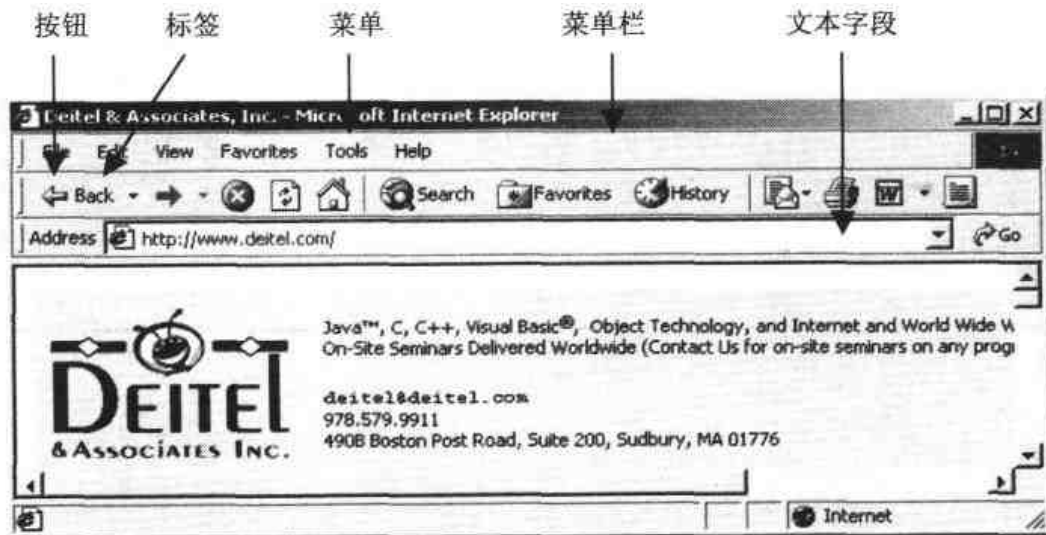 按钮 标签 菜单 菜单栏 文本字段
Deitel & Associates, Inc. - Microsoft Internet Explorer
File Edit View Favorites Tools Help
Back Search Favorites History W
Address http://www.deitel.com/ Go
Java™, C, C++, Visual Basic®, Object Technology, and Internet and World Wide W
On-Site Seminars Delivered Worldwide (Contact Us for on-site seminars on any progr
DEITEL
& ASSOCIATES INC.
deitel@deitel.com
978.579.9911
490B Boston Post Road, Suite 200, Sudbury, MA 01776
Internet